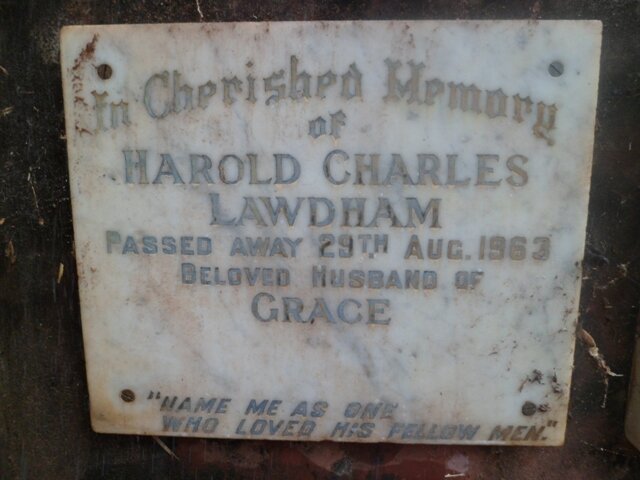 In Cherished Memory
of
HAROLD CHARLES
LAWDHAM
PASSED AWAY 29TH AUG. 1963
BELOVED HUSBAND OF
GRACE
"NAME ME AS ONE
WHO LOVED HIS FELLOW MEN."